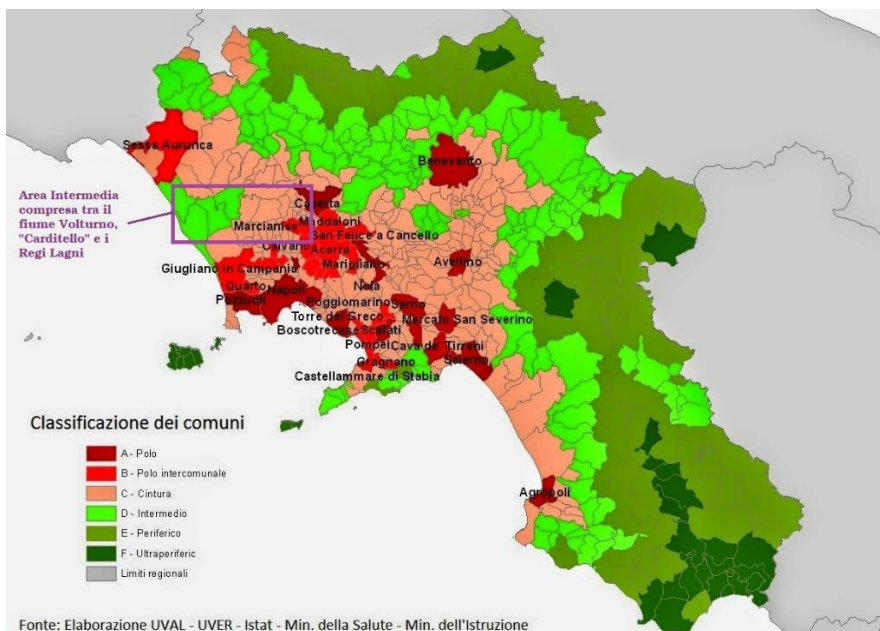 Sessa Aurunca
Benevento
Area Intermedia
compresa tra il
fiume Volturno,
"Carditello" e i
Regi Lagni
Caserta
Maddaloni
Marcianise
San Felice a Cancello
Caivano
Acerra
Avellino
Giugliano in Campania
Marigliano
Quarto
Napoli
Nola
Pozzuoli
Poggiomarino
Sarno
Torre del Greco
Mercato San Severino
Boscotrecase
Scafati
Pompei
Cava de' Tirreni
Gragnano
Salerno
Castellammare di Stabia
Agropoli
Classificazione dei comuni
A - Polo
B - Polo intercomunale
C - Cintura
D - Intermedio
E - Periferico
F - Ultraperiferic
Limiti regionali
Fonte: Elaborazione UVAL - UVER - Istat - Min. della Salute - Min. dell'Istruzione